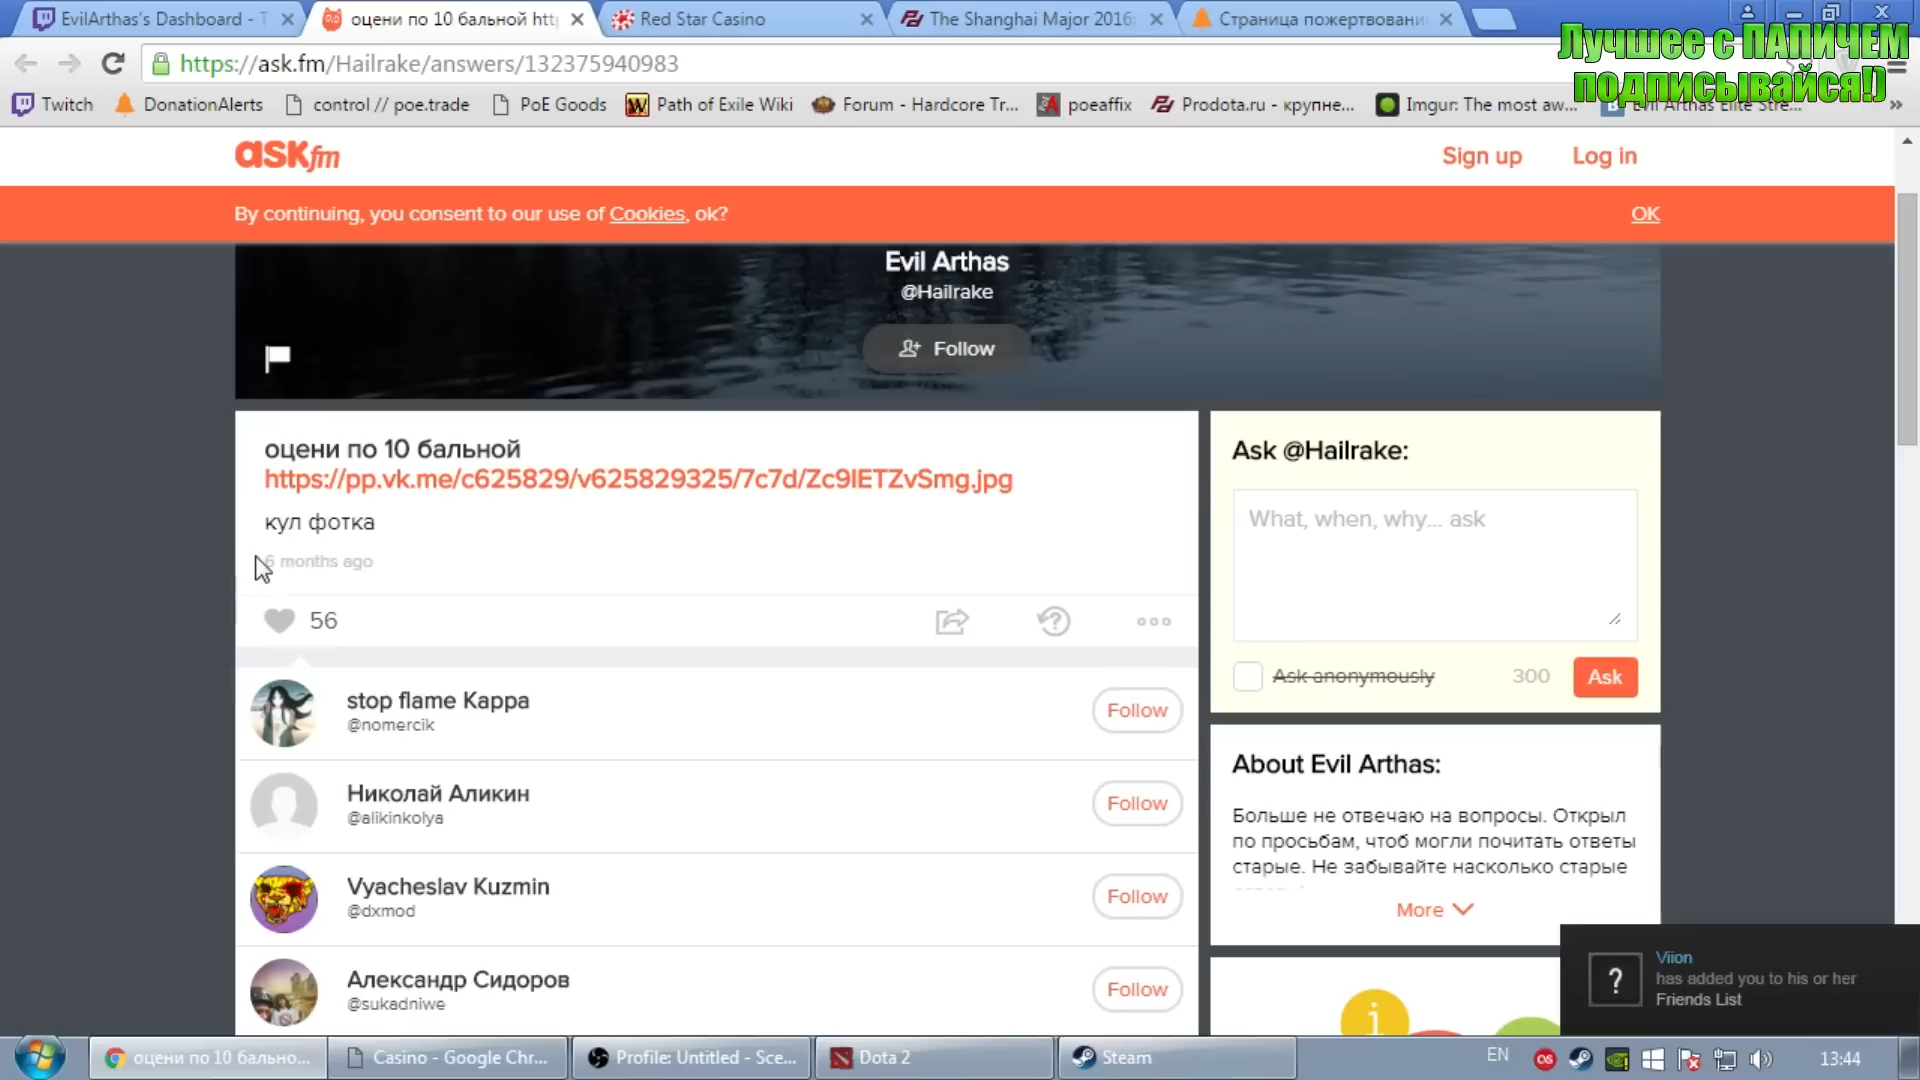 EvilArthas's Dashboard - T
оцени по 10 бальной htt
Red Star Casino
The Shanghai Major 2016
Страница пожертвовани
Лучшее с ПАПИЧЕМ
подписывайся!)
https://ask.fm/Hailrake/answers/132375940983
Twitch
DonationAlerts
control // poe.trade
PoE Goods
Path of Exile Wiki
Forum - Hardcore Tr...
poeaffix
Prodota.ru - крупне...
Imgur: The most aw...
Evil Arthas Elite Stre...
ASKfm
Sign up
Log in
By continuing, you consent to our use of Cookies, ok?
OK
Evil Arthas
@Hailrake
Follow
оцени по 10 бальной
https://pp.vk.me/c625829/v625829325/7c7d/Zc9IETZvSmg.jpg
кул фотка
6 months ago
56
stop flame Kappa
@nomercik
Follow
Николай Аликин
@alikinkolya
Follow
Vyacheslav Kuzmin
@dxmod
Follow
Александр Сидоров
@sukadniwe
Follow
Ask @Hailrake:
What, when, why... ask
Ask anonymously
300
Ask
About Evil Arthas:
Больше не отвечаю на вопросы. Открыл
по просьбам, чтоб могли почитать ответы
старые. Не забывайте насколько старые
More
Viion
has added you to his or her
Friends List
оцени по 10 бально...
Casino - Google Chr...
Profile: Untitled - Sce...
Dota 2
Steam
EN
13:44